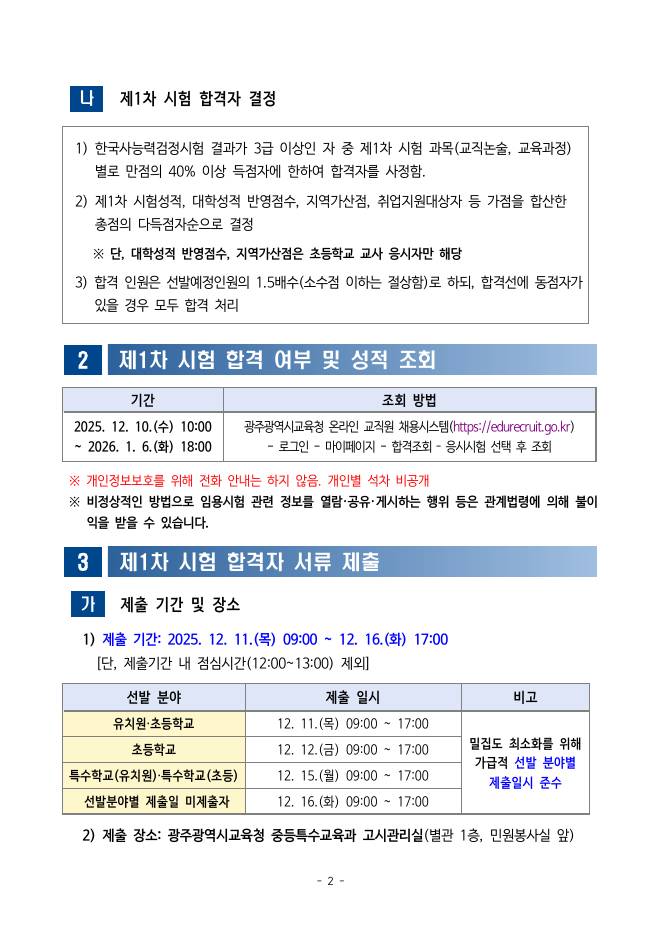 나 제1차 시험 합격자 결정
1) 한국사능력검정시험 결과가 3급 이상인 자 중 제1차 시험 과목(교직논술, 교육과정)
별로 만점의 40% 이상 득점자에 한하여 합격자를 사정함.
2) 제1차 시험성적, 대학성적 반영점수, 지역가산점, 취업지원대상자 등 가점을 합산한
총점의 다득점자순으로 결정
※ 단, 대학성적 반영점수, 지역가산점은 초등학교 교사 응시자만 해당
3) 합격 인원은 선발예정인원의 1.5배수(소수점 이하는 절상함)로 하되, 합격선에 동점자가
있을 경우 모두 합격 처리
2 제1차 시험 합격 여부 및 성적 조회
기간 조회 방법
2025. 12. 10.(수) 10:00 광주광역시교육청 온라인 교직원 채용시스템(https://edurecruit.go.kr)
~ 2026. 1. 6.(화) 18:00 - 로그인 - 마이페이지 - 합격조회 - 응시시험 선택 후 조회
※ 개인정보보호를 위해 전화 안내는 하지 않음. 개인별 석차 비공개
※ 비정상적인 방법으로 임용시험 관련 정보를 열람·공유·게시하는 행위 등은 관계법령에 의해 불이
익을 받을 수 있습니다.
3 제1차 시험 합격자 서류 제출
가 제출 기간 및 장소
1) 제출 기간: 2025. 12. 11.(목) 09:00 ~ 12. 16.(화) 17:00
[단, 제출기간 내 점심시간(12:00~13:00) 제외]
선발 분야 제출 일시 비고
유치원·초등학교 12. 11.(목) 09:00 ~ 17:00
초등학교 12. 12.(금) 09:00 ~ 17:00
특수학교(유치원)·특수학교(초등) 12. 15.(월) 09:00 ~ 17:00
선발분야별 제출일 미제출자 12. 16.(화) 09:00 ~ 17:00
밀집도 최소화를 위해
가급적 선발 분야별
제출일시 준수
2) 제출 장소: 광주광역시교육청 중등특수교육과 고시관리실(별관 1층, 민원봉사실 앞)
- 2 -